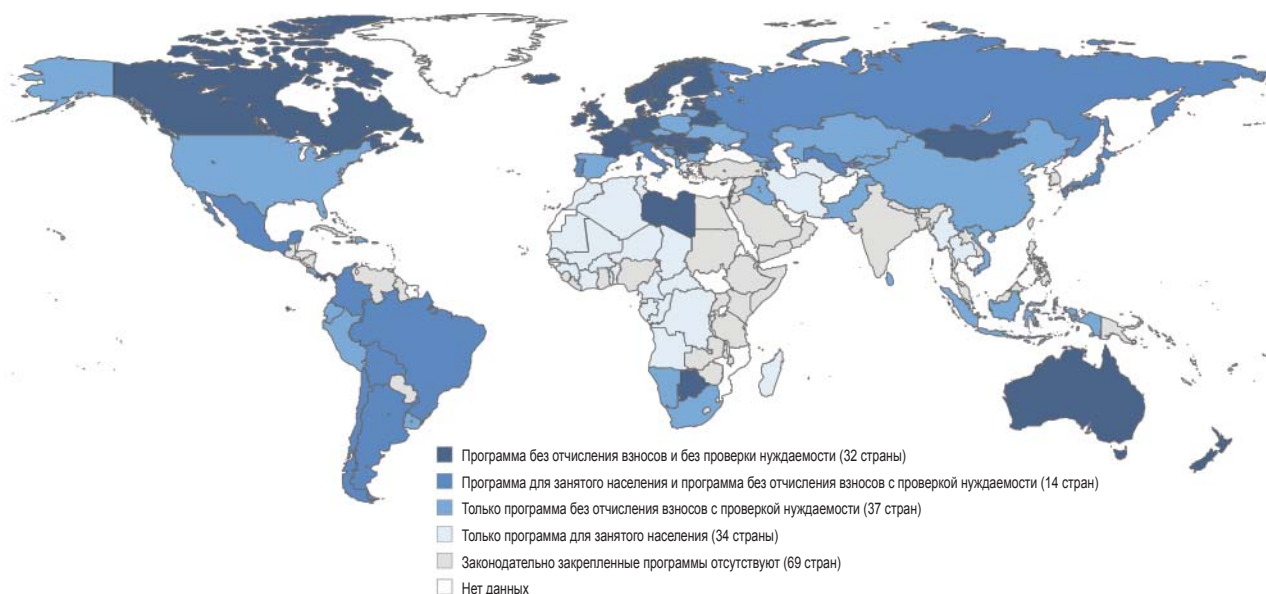 Программа без отчисления взносов и без проверки нуждаемости (32 страны)
Программа для занятого населения и программа без отчисления взносов с проверкой нуждаемости (14 стран)
Только программа без отчисления взносов с проверкой нуждаемости (37 стран)
Только программа для занятого населения (34 страны)
Законодательно закрепленные программы отсутствуют (69 стран)
Нет данных